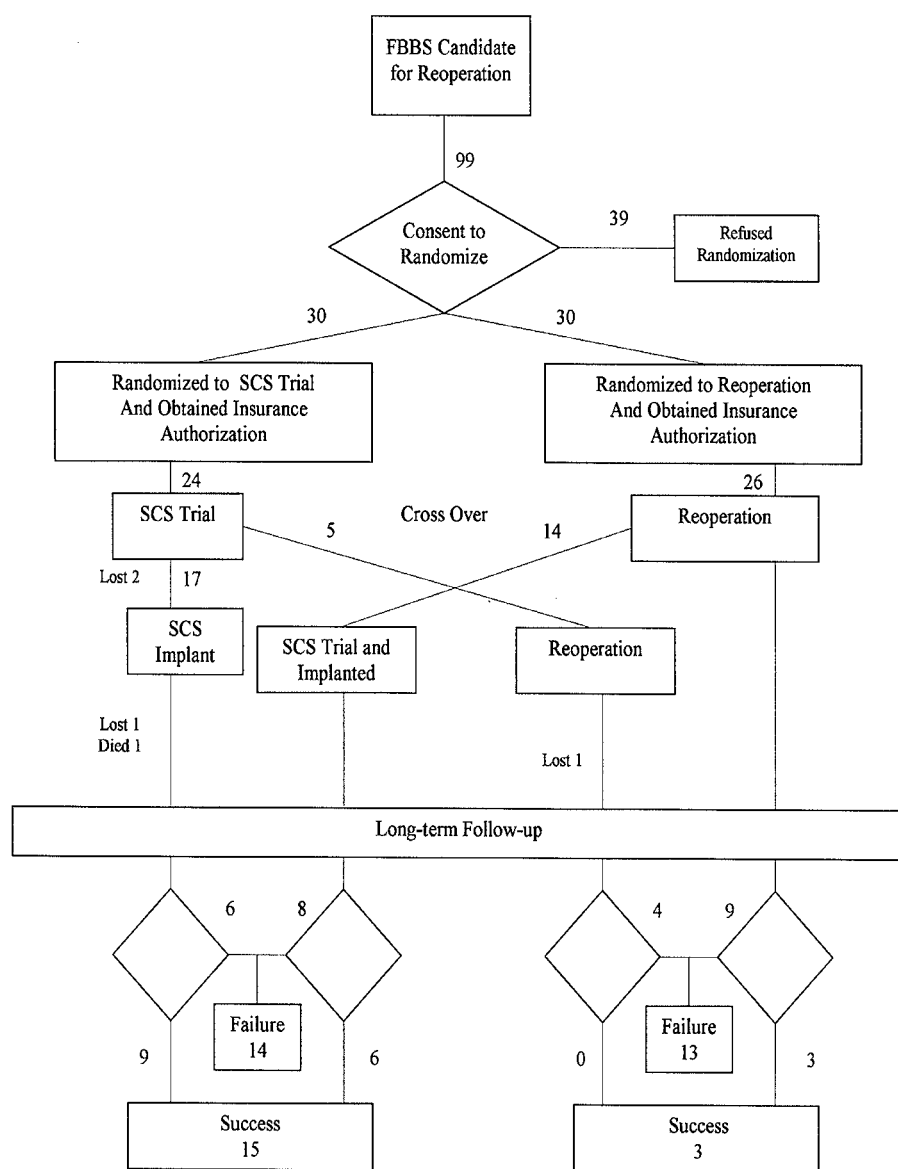 FBBS Candidate
for Reoperation
99
Consent to
Randomize
39
Refused
Randomization
30
30
Randomized to SCS Trial
And Obtained Insurance
Authorization
Randomized to Reoperation
And Obtained Insurance
Authorization
24
26
SCS Trial
5
Cross Over
14
Reoperation
Lost 2
17
SCS
Implant
SCS Trial and
Implanted
Reoperation
Lost 1
Died 1
Lost 1
Long-term Follow-up
6
8
4
9
Failure
14
Failure
13
9
6
0
3
Success
15
Success
3